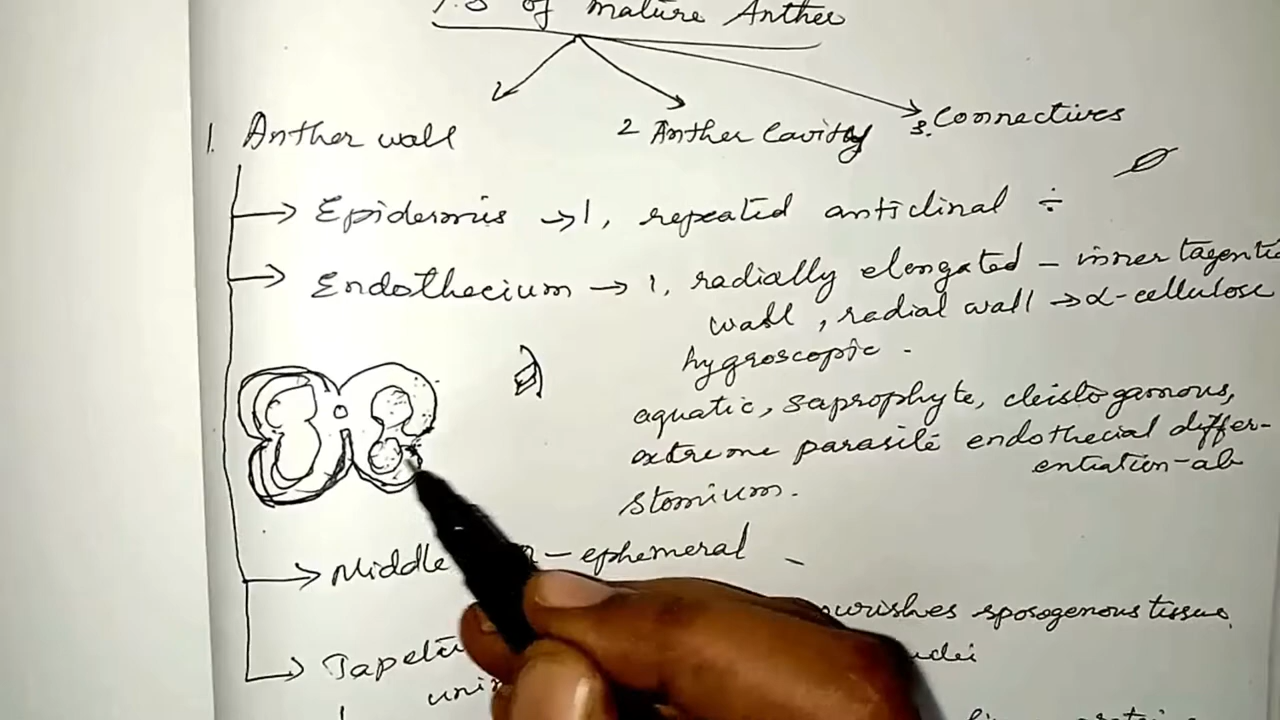 T.S of mature Anther
1. Anther wall
2 Anther Cavity
3. Connectives
Epidermis → 1, repeated anticlinal ÷
Endothecium → 1, radially elongated – inner tagentia
wall, radial wall → α-cellulose
hygroscopic -
aquatic, saprophyte, cleistogamous,
extreme parasite endothecial differ-
entiation-ab
Stomium.
Middle – ephemeral
nourishes sporogenous tissue.